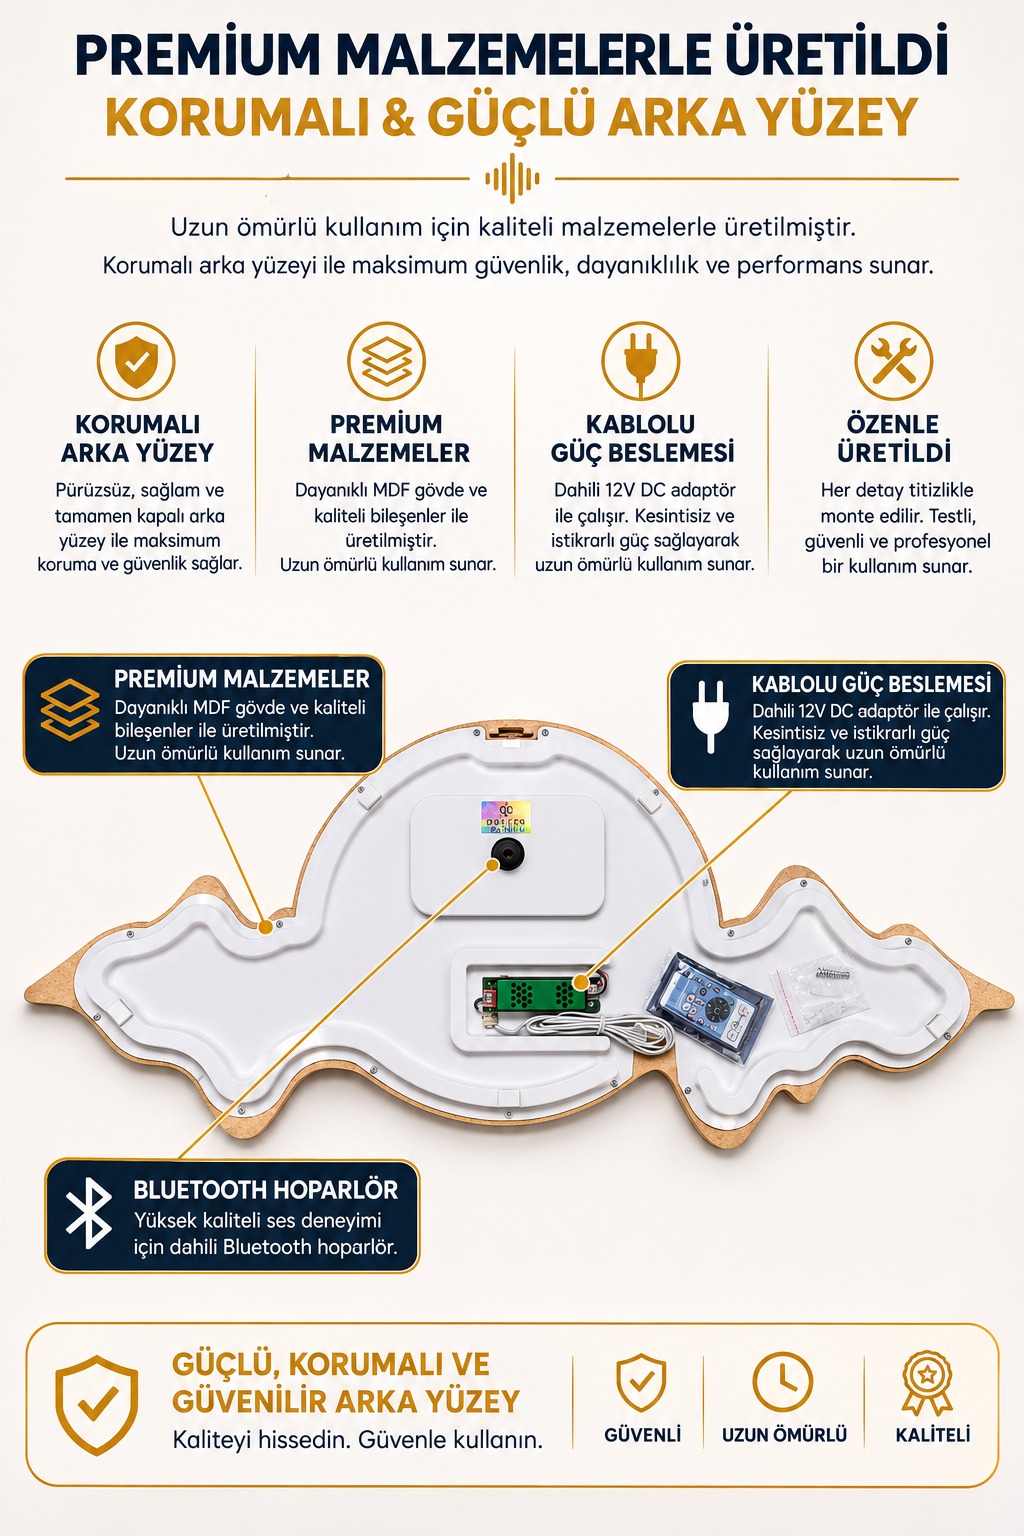 PREMİUM MALZEMELERLE ÜRETİLDİ
KORUMALI & GÜÇLÜ ARKA YÜZEY
Uzun ömürlü kullanım için kaliteli malzemelerle üretilmiştir.
Korumalı arka yüzeyi ile maksimum güvenlik, dayanıklılık ve performans sunar.
KORUMALI
ARKA YÜZEY
Pürüzsüz, sağlam ve
tamamen kapalı arka
yüzey ile maksimum
koruma ve güvenlik sağlar.
PREMİUM
MALZEMELER
Dayanıklı MDF gövde ve
kaliteli bileşenler ile
üretilmiştir.
Uzun ömürlü kullanım sunar.
KABLOLU
GÜÇ BESLEMESİ
Dahili 12V DC adaptör
ile çalışır. Kesintisiz ve
istikrarlı güç sağlayarak
uzun ömürlü kullanım sunar.
ÖZENLE
ÜRETİLDİ
Her detay titizlikle
monte edilir. Testli,
güvenli ve profesyonel
bir kullanım sunar.
PREMİUM MALZEMELER
Dayanıklı MDF gövde ve kaliteli
bileşenler ile üretilmiştir.
Uzun ömürlü kullanım sunar.
KABLOLU GÜÇ BESLEMESİ
Dahili 12V DC adaptör ile çalışır.
Kesintisiz ve istikrarlı güç
sağlayarak uzun ömürlü
kullanım sunar.
BLUETOOTH HOPARLÖR
Yüksek kaliteli ses deneyimi
için dahili Bluetooth hoparlör.
GÜÇLÜ, KORUMALI VE
GÜVENİLİR ARKA YÜZEY
Kaliteyi hissedin. Güvenle kullanın.
GÜVENLİ
UZUN ÖMÜRLÜ
KALİTELİ